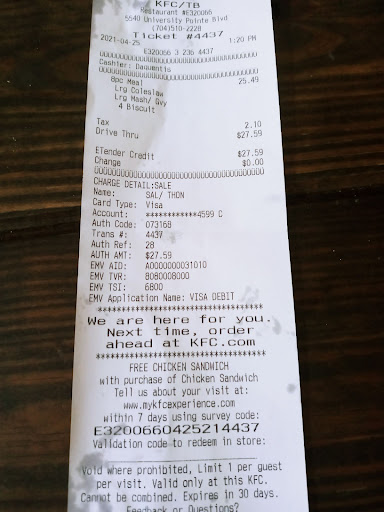 KFC/TB
Restaurant #E320066
5540 University Pointe Blvd
(704)510-2228
Ticket #4437
2021-04-25 1:20 PM
E320066 3 236 4437
Cashier:
8pc Meal 25.49
Lrg Coleslaw
Lrg Mash/ Gvy
4 Biscuit
Tax 2.10
Drive Thru $27.59
ETender Credit $27.59
Change $0.00
CHARGE DETAIL:SALE
Name: SAL/ THON
Card Type: Visa
Account: ************4599 C
Auth Code: 073168
Trans #: 4437
Auth Ref: 28
AUTH AMT: $27.59
EMV AID: A0000000031010
EMV TVR: 8080008000
EMV TSI: 6800
EMV Application Name: VISA DEBIT
We are here for you.
Next time, order
ahead at KFC.com
FREE CHICKEN SANDWICH
with purchase of Chicken Sandwich
Tell us about your visit at:
www.mykfcexperience.com
within 7 days using survey code:
E3200660425214437
Validation code to redeem in store:
Void where prohibited, Limit 1 per guest
per visit. Valid only at this KFC.
Cannot be combined. Expires in 30 days.
Feedback or Questions?